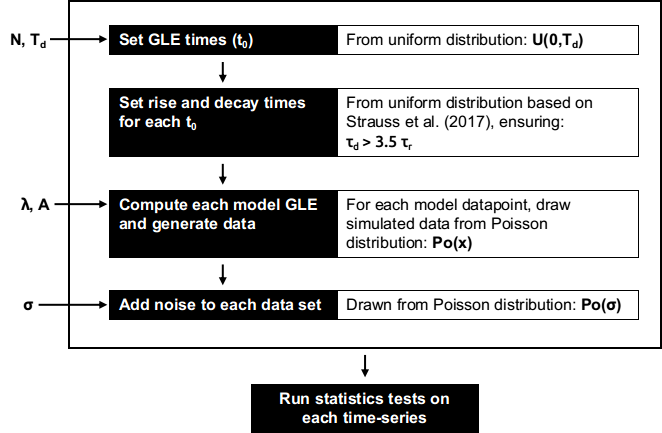 N, T_d
Set GLE times (t_0)
From uniform distribution: U(0,T_d)
Set rise and decay times
for each t_0
From uniform distribution based on
Strauss et al. (2017), ensuring:
τ_d > 3.5 τ_r
λ, A
Compute each model GLE
and generate data
For each model datapoint, draw
simulated data from Poisson
distribution: Po(x)
σ
Add noise to each data set
Drawn from Poisson distribution: Po(σ)
Run statistics tests on
each time-series